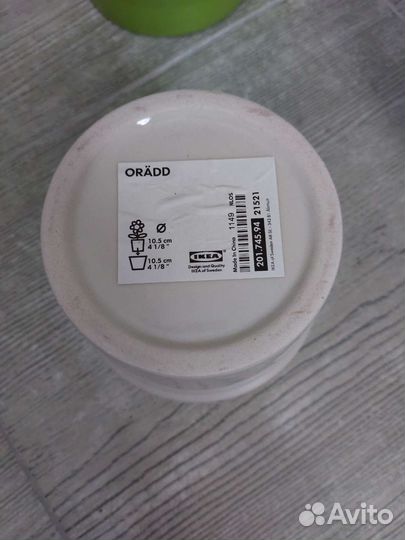 ORÄDD
Ø
10.5 cm
4 1/8 "
10.5 cm
4 1/8 "
IKEA
Design and Quality
IKEA of Sweden
Made in China 1149
201.745.94 21521
Avito